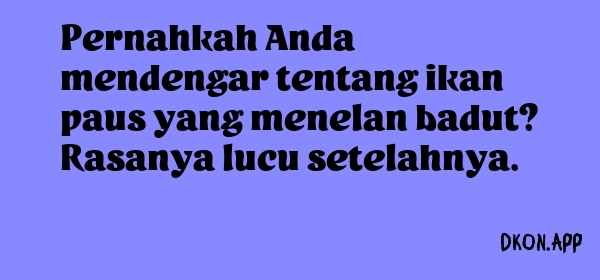 Pernahkah Anda
mendengar tentang ikan
paus yang menelan badut?
Rasanya lucu setelahnya.
DKON.APP